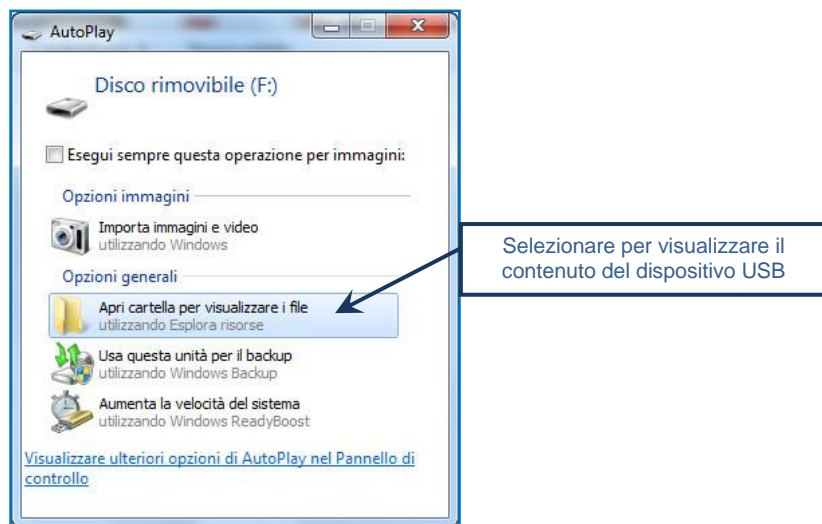 AutoPlay
Disco rimovibile (F:)
Esegui sempre questa operazione per immagini:
Opzioni immagini
Importa immagini e video
utilizzando Windows
Opzioni generali
Apri cartella per visualizzare i file
utilizzando Esplora risorse
Usa questa unità per il backup
utilizzando Windows Backup
Aumenta la velocità del sistema
utilizzando Windows ReadyBoost
Visualizzare ulteriori opzioni di AutoPlay nel Pannello di
controllo
Selezionare per visualizzare il
contenuto del dispositivo USB